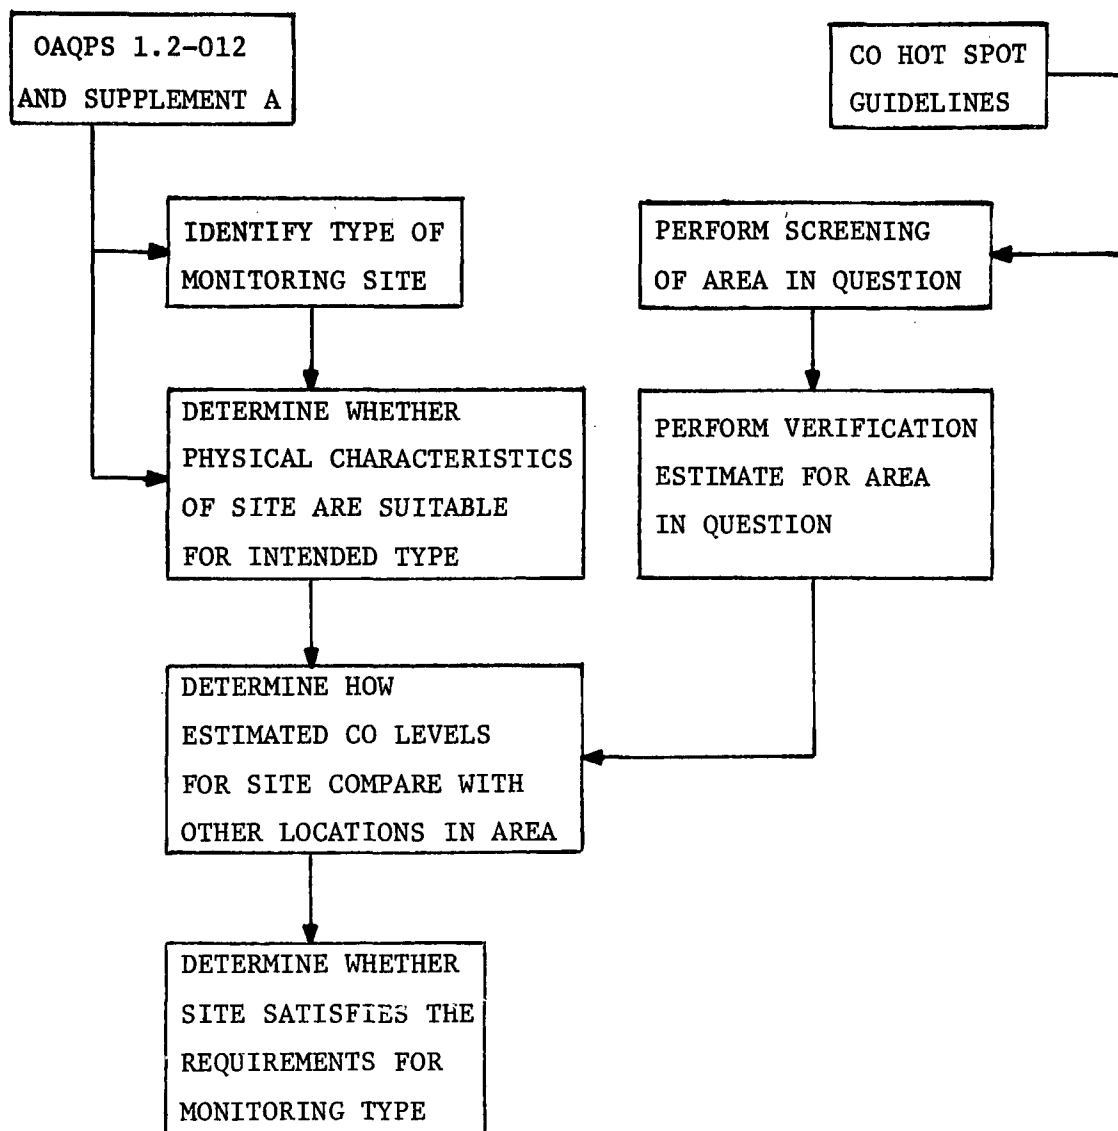 OAQPS 1.2-012
AND SUPPLEMENT A
CO HOT SPOT
GUIDELINES
IDENTIFY TYPE OF
MONITORING SITE
PERFORM SCREENING
OF AREA IN QUESTION
DETERMINE WHETHER
PHYSICAL CHARACTERISTICS
OF SITE ARE SUITABLE
FOR INTENDED TYPE
PERFORM VERIFICATION
ESTIMATE FOR AREA
IN QUESTION
DETERMINE HOW
ESTIMATED CO LEVELS
FOR SITE COMPARE WITH
OTHER LOCATIONS IN AREA
DETERMINE WHETHER
SITE SATISFIES THE
REQUIREMENTS FOR
MONITORING TYPE